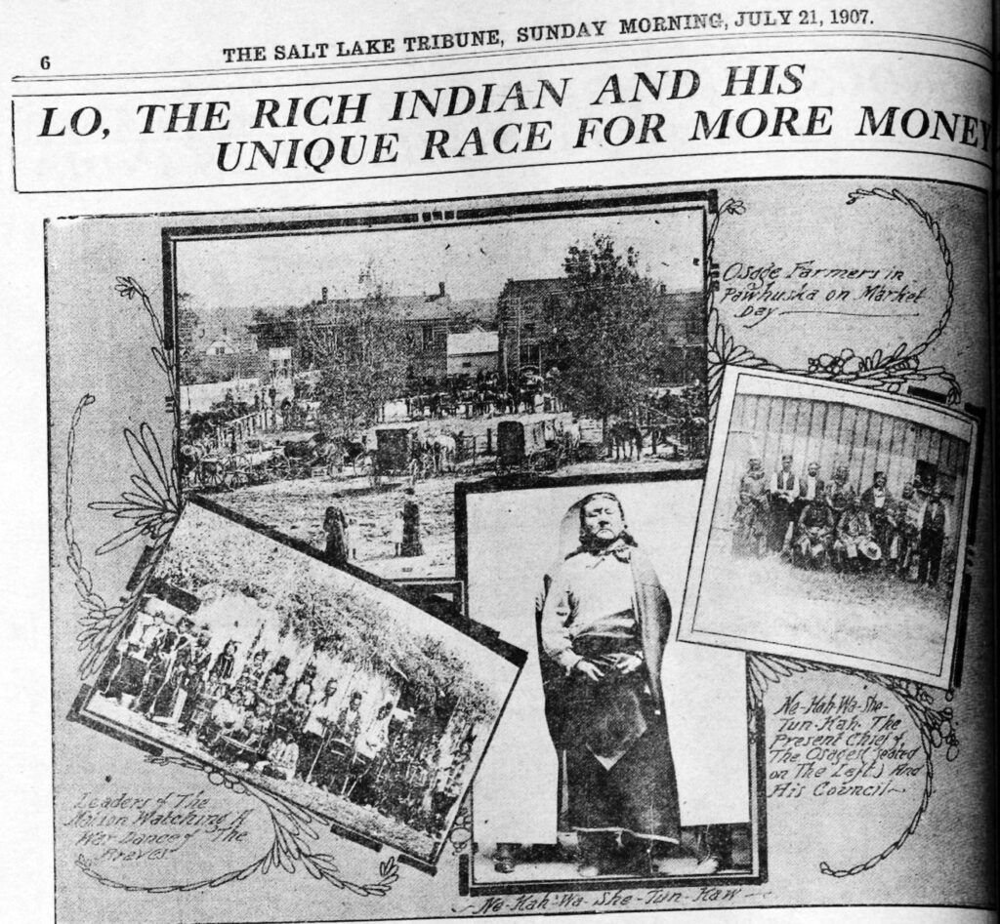 6
THE SALT LAKE TRIBUNE, SUNDAY MORNING, JULY 21, 1907.
LO, THE RICH INDIAN AND HIS
UNIQUE RACE FOR MORE MONEY
Osage Farmers in
Pawhuska on Market
Day
Ne-Kah-Wa-She-
Tun-Kah. The
Present Chief of
The Osages (seated
on The Left) And
His Council
Leaders of The
Nation Watching A
War Dance of The
Braves
Ne-Kah-Wa-She-Tun-Kaw